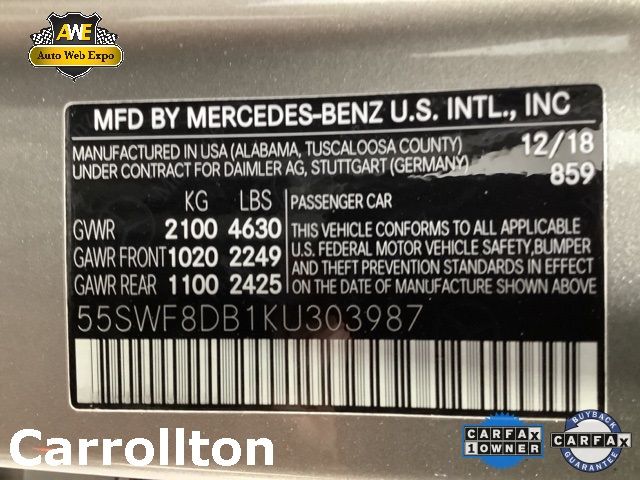 AWE
Auto Web Expo
MFD BY MERCEDES-BENZ U.S. INTL., INC
MANUFACTURED IN USA (ALABAMA, TUSCALOOSA COUNTY) 12/18
UNDER CONTRACT FOR DAIMLER AG, STUTTGART (GERMANY) 859
KG LBS PASSENGER CAR
GVWR 2100 4630 THIS VEHICLE CONFORMS TO ALL APPLICABLE
GAWR FRONT 1020 2249 U.S. FEDERAL MOTOR VEHICLE SAFETY, BUMPER
GAWR REAR 1100 2425 AND THEFT PREVENTION STANDARDS IN EFFECT
ON THE DATE OF MANUFACTURE SHOWN ABOVE
55SWF8DB1KU303987
Carrollton
CARFAX
1 OWNER
BUYBACK
CARFAX
GUARANTEE